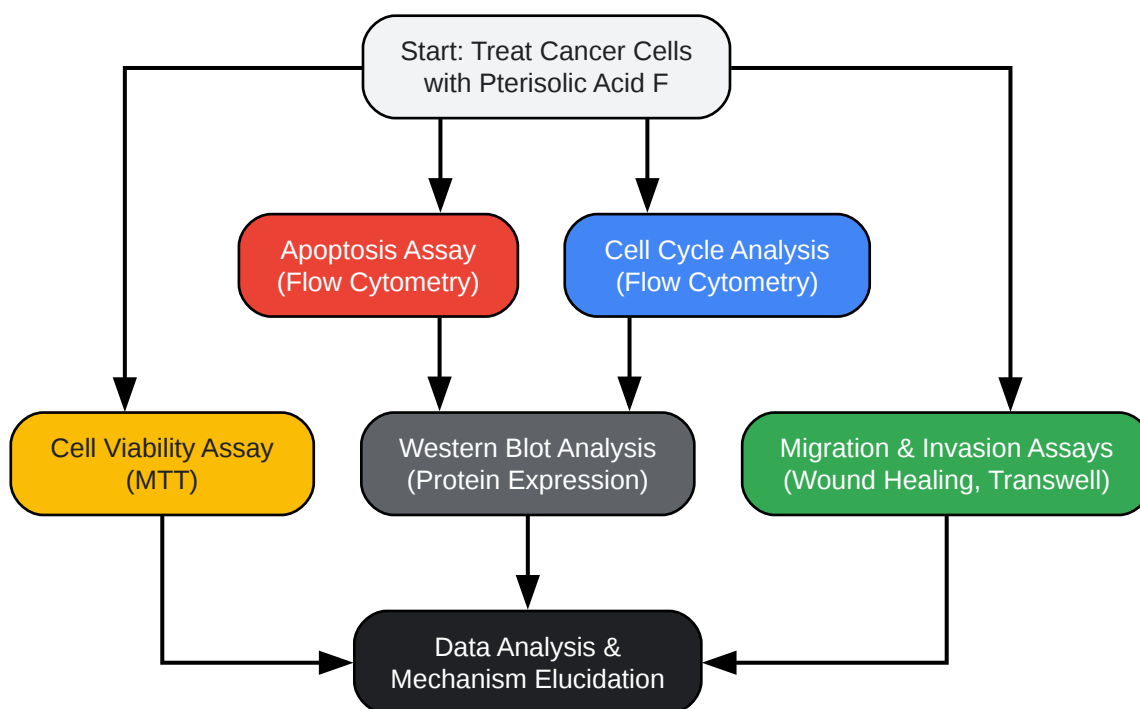 Start: Treat Cancer Cells
with Pterisolic Acid F
Apoptosis Assay
(Flow Cytometry)
Cell Cycle Analysis
(Flow Cytometry)
Cell Viability Assay
(MTT)
Western Blot Analysis
(Protein Expression)
Migration & Invasion Assays
(Wound Healing, Transwell)
Data Analysis &
Mechanism Elucidation